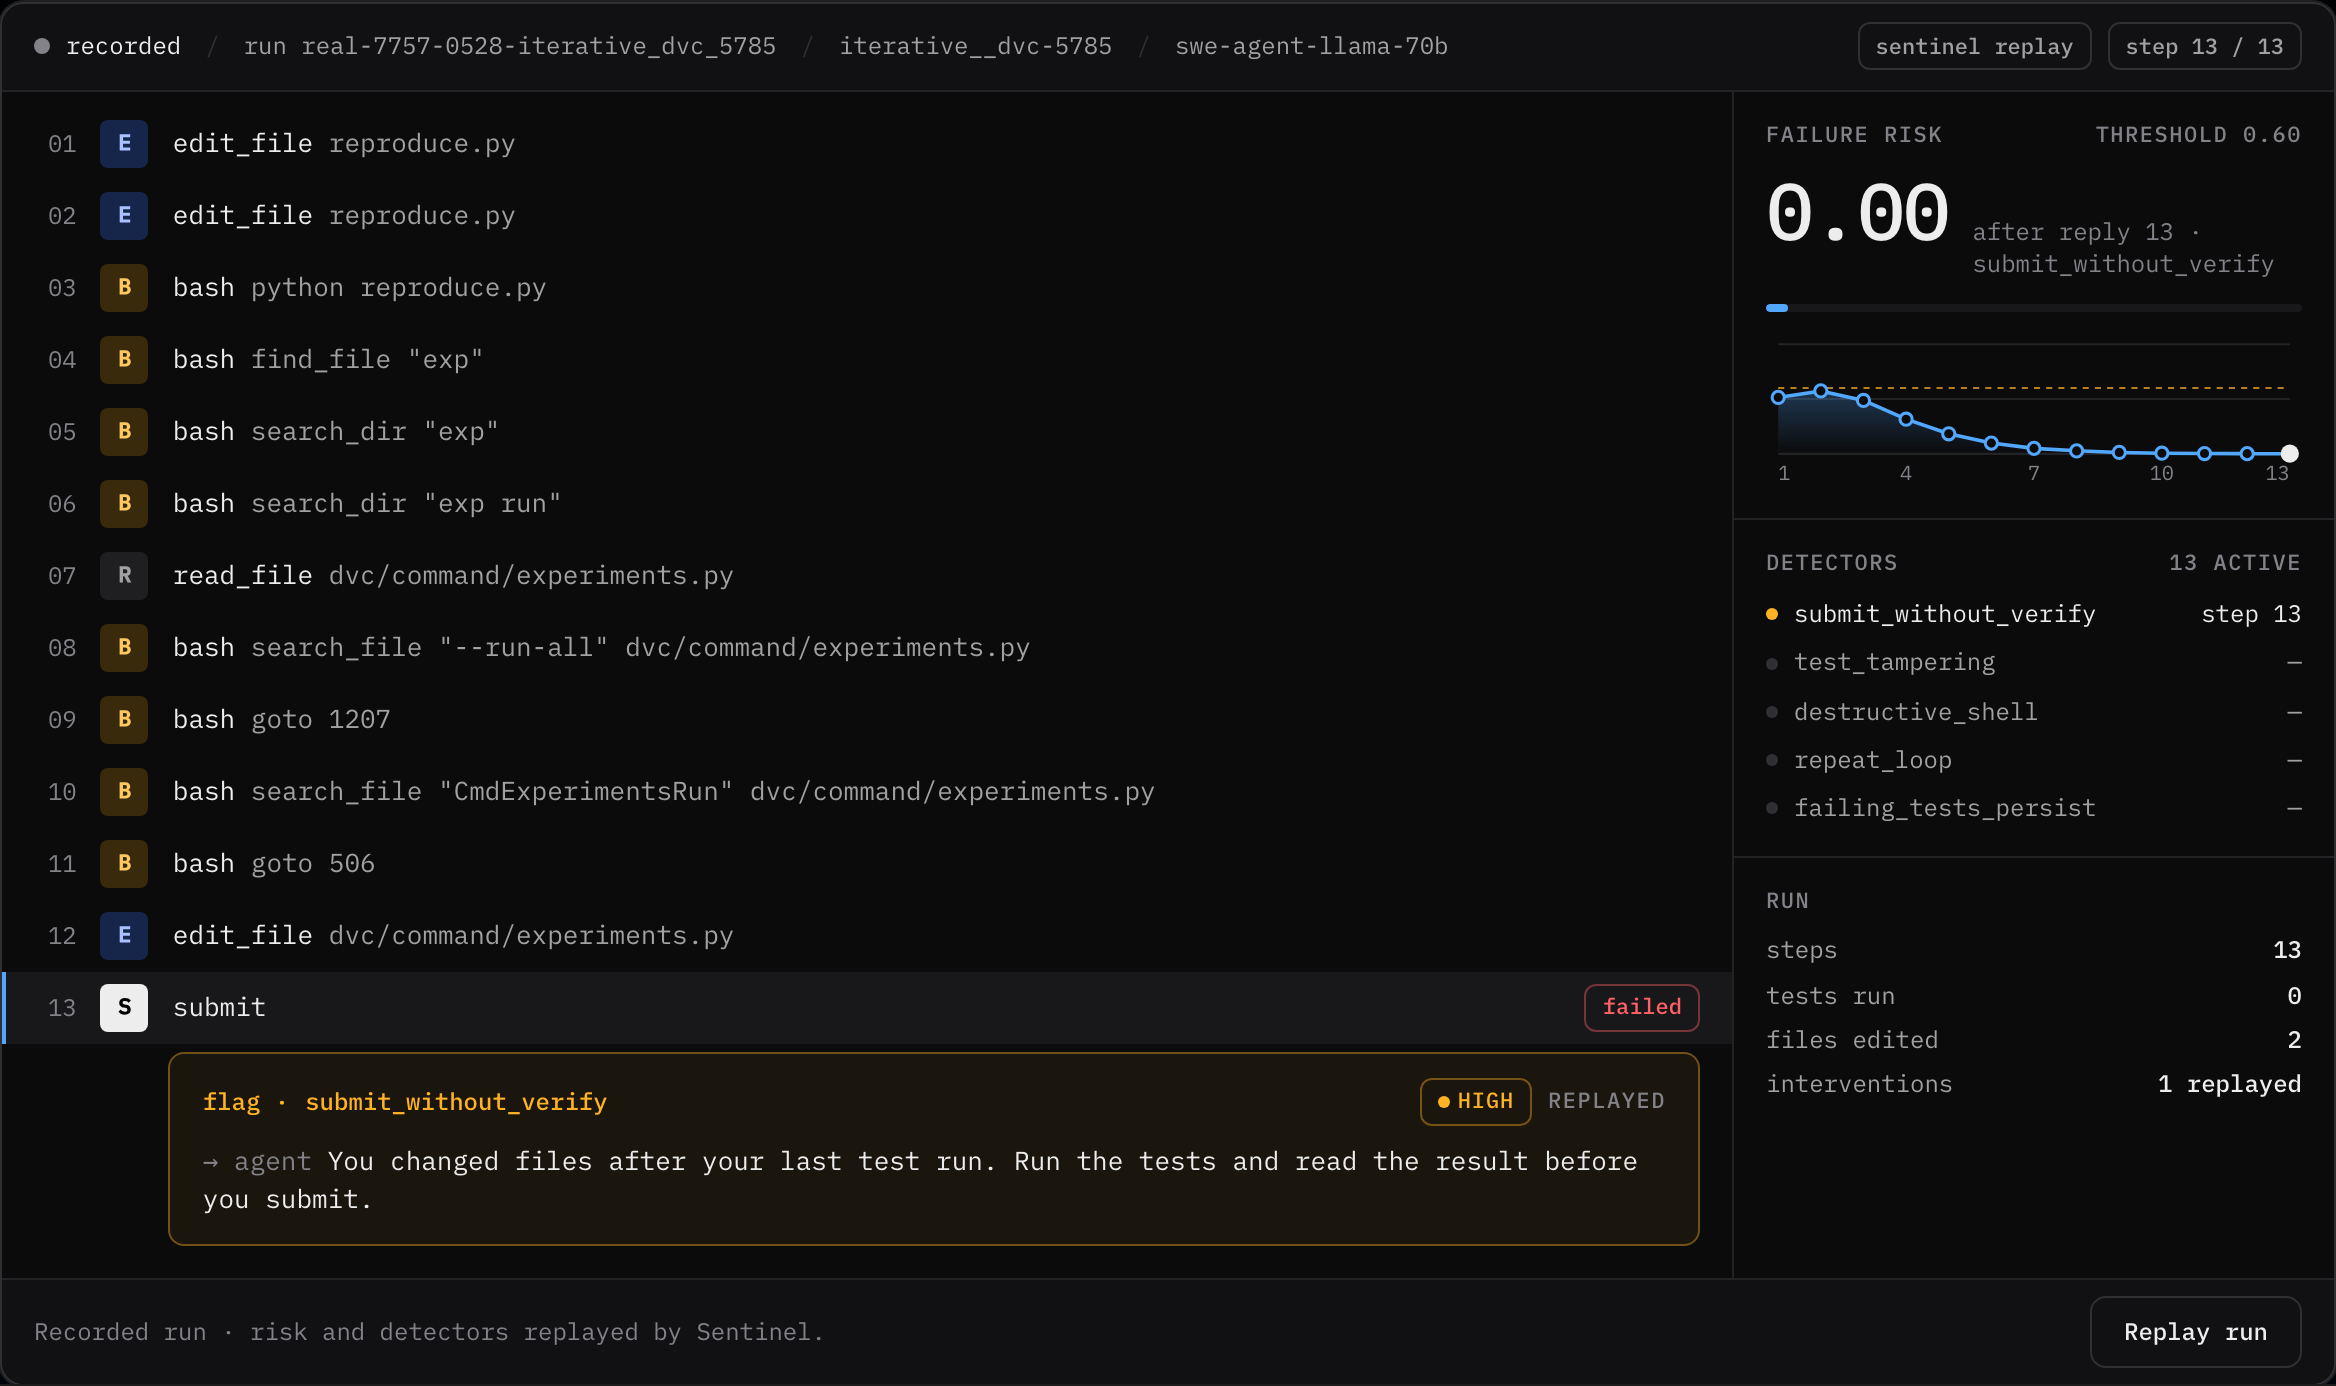 recorded / run real-7757-0528-iterative_dvc_5785 / iterative__dvc-5785 / swe-agent-llama-70b
sentinel replay
step 13 / 13
01 E edit_file reproduce.py
02 E edit_file reproduce.py
03 B bash python reproduce.py
04 B bash find_file "exp"
05 B bash search_dir "exp"
06 B bash search_dir "exp run"
07 R read_file dvc/command/experiments.py
08 B bash search_file "--run-all" dvc/command/experiments.py
09 B bash goto 1207
10 B bash search_file "CmdExperimentsRun" dvc/command/experiments.py
11 B bash goto 506
12 E edit_file dvc/command/experiments.py
13 S submit failed
flag · submit_without_verify HIGH REPLAYED
→ agent You changed files after your last test run. Run the tests and read the result before
you submit.
FAILURE RISK THRESHOLD 0.60
0.00 after reply 13 ·
submit_without_verify
1 4 7 10 13
DETECTORS 13 ACTIVE
submit_without_verify step 13
test_tampering —
destructive_shell —
repeat_loop —
failing_tests_persist —
RUN
steps 13
tests run 0
files edited 2
interventions 1 replayed
Recorded run · risk and detectors replayed by Sentinel.
Replay run